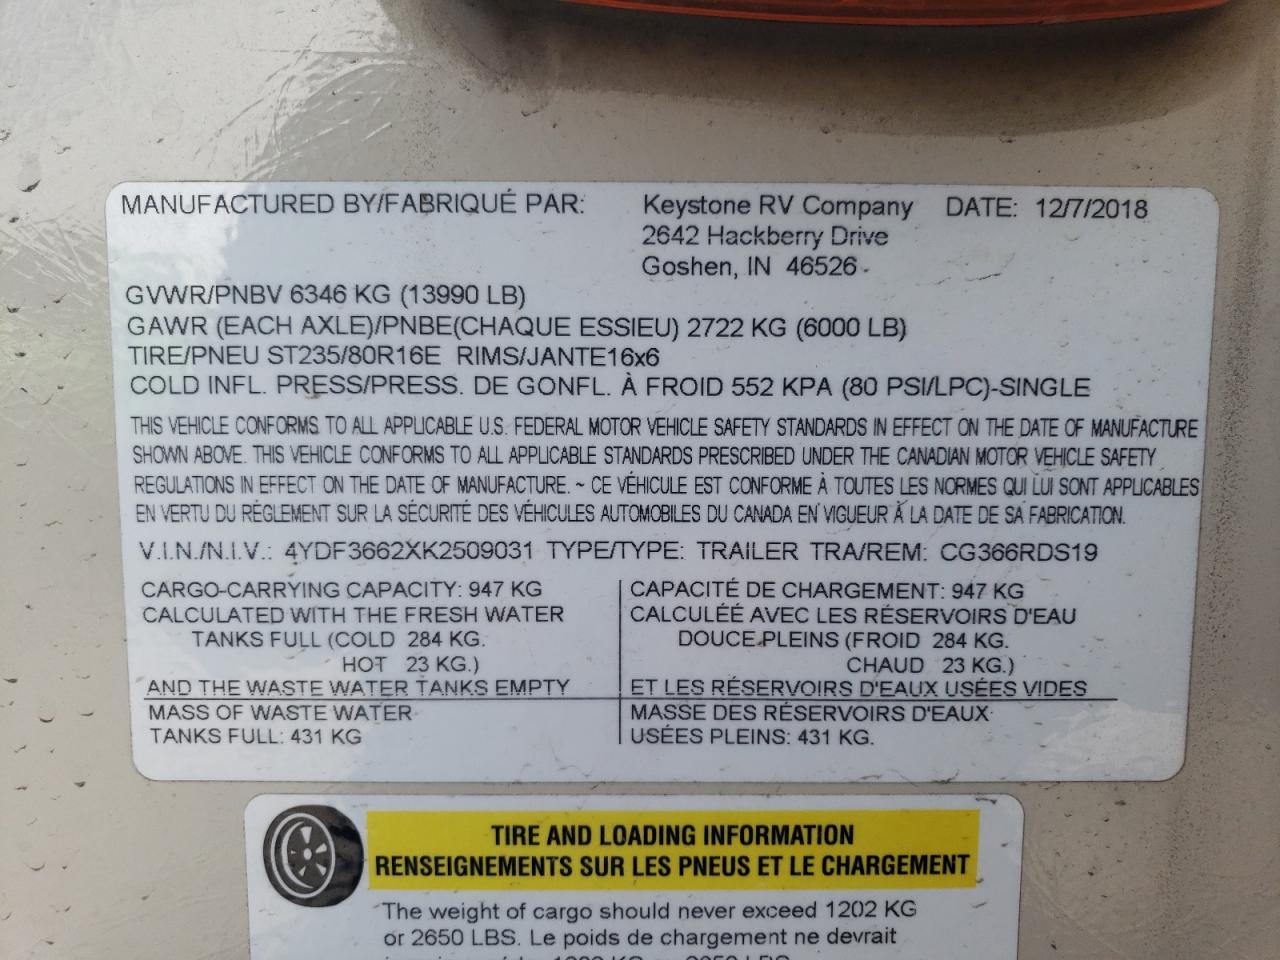 MANUFACTURED BY/FABRIQUÉ PAR: Keystone RV Company DATE: 12/7/2018
2642 Hackberry Drive
Goshen, IN 46526
GVWR/PNBV 6346 KG (13990 LB)
GAWR (EACH AXLE)/PNBE(CHAQUE ESSIEU) 2722 KG (6000 LB)
TIRE/PNEU ST235/80R16E RIMS/JANTE16x6
COLD INFL. PRESS/PRESS. DE GONFL. À FROID 552 KPA (80 PSI/LPC)-SINGLE
THIS VEHICLE CONFORMS TO ALL APPLICABLE U.S. FEDERAL MOTOR VEHICLE SAFETY STANDARDS IN EFFECT ON THE DATE OF MANUFACTURE
SHOWN ABOVE. THIS VEHICLE CONFORMS TO ALL APPLICABLE STANDARDS PRESCRIBED UNDER THE CANADIAN MOTOR VEHICLE SAFETY
REGULATIONS IN EFFECT ON THE DATE OF MANUFACTURE. ~ CE VÉHICULE EST CONFORME À TOUTES LES NORMES QUI LUI SONT APPLICABLES
EN VERTU DU RÉGLEMENT SUR LA SÉCURITÉ DES VÉHICULES AUTOMOBILES DU CANADA EN VIGUEUR À LA DATE DE SA FABRICATION.
V.I.N./N.I.V.: 4YDF3662XK2509031 TYPE/TYPE: TRAILER TRA/REM: CG366RDS19
CARGO-CARRYING CAPACITY: 947 KG
CALCULATED WITH THE FRESH WATER
TANKS FULL (COLD 284 KG.
HOT 23 KG.)
AND THE WASTE WATER TANKS EMPTY
MASS OF WASTE WATER
TANKS FULL: 431 KG
CAPACITÉ DE CHARGEMENT: 947 KG
CALCULÉÉ AVEC LES RÉSERVOIRS D'EAU
DOUCE PLEINS (FROID 284 KG.
CHAUD 23 KG.)
ET LES RÉSERVOIRS D'EAUX USÉES VIDES
MASSE DES RÉSERVOIRS D'EAUX
USÉES PLEINS: 431 KG.
TIRE AND LOADING INFORMATION
RENSEIGNEMENTS SUR LES PNEUS ET LE CHARGEMENT
The weight of cargo should never exceed 1202 KG
or 2650 LBS. Le poids de chargement ne devrait